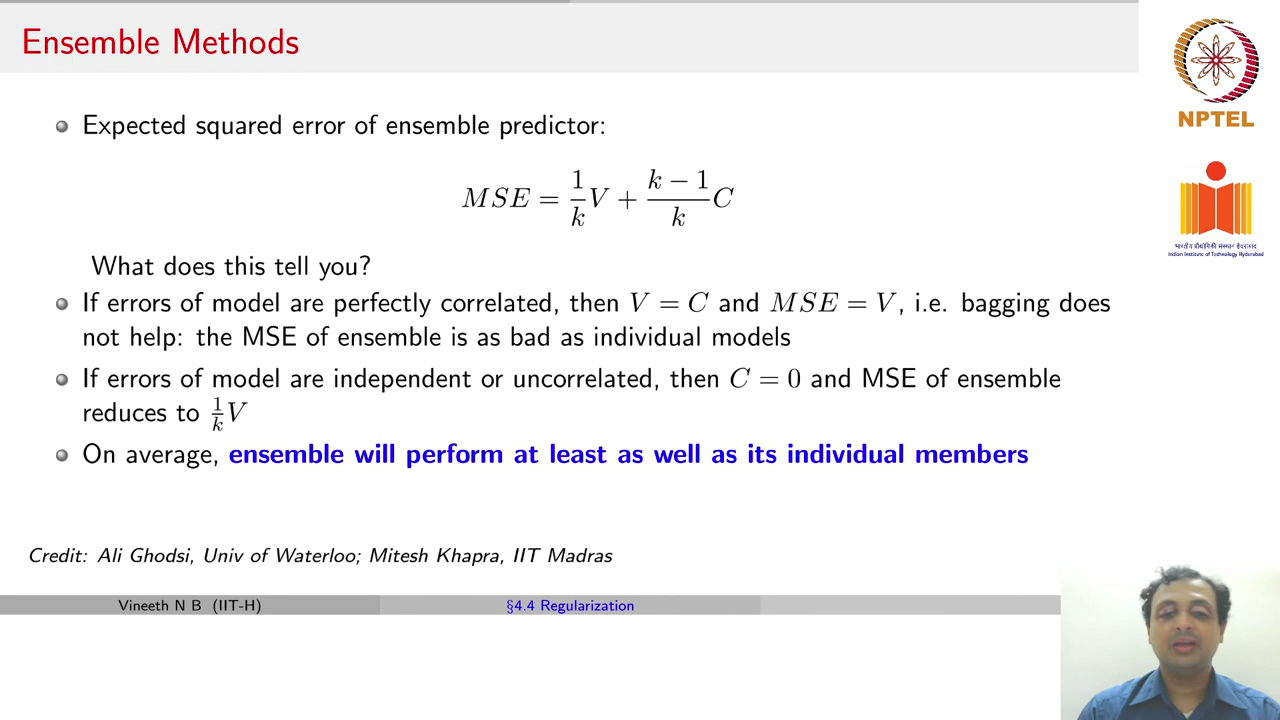 Ensemble Methods
Expected squared error of ensemble predictor:
MSE = 1/k V + k − 1/k C
What does this tell you?
If errors of model are perfectly correlated, then V = C and MSE = V, i.e. bagging does
not help: the MSE of ensemble is as bad as individual models
If errors of model are independent or uncorrelated, then C = 0 and MSE of ensemble
reduces to 1/k V
On average, ensemble will perform at least as well as its individual members
Credit: Ali Ghodsi, Univ of Waterloo; Mitesh Khapra, IIT Madras
Vineeth N B (IIT-H)
§4.4 Regularization
NPTEL
भारतीय प्रौद्योगिकी संस्थान हैदराबाद
Indian Institute of Technology Hyderabad